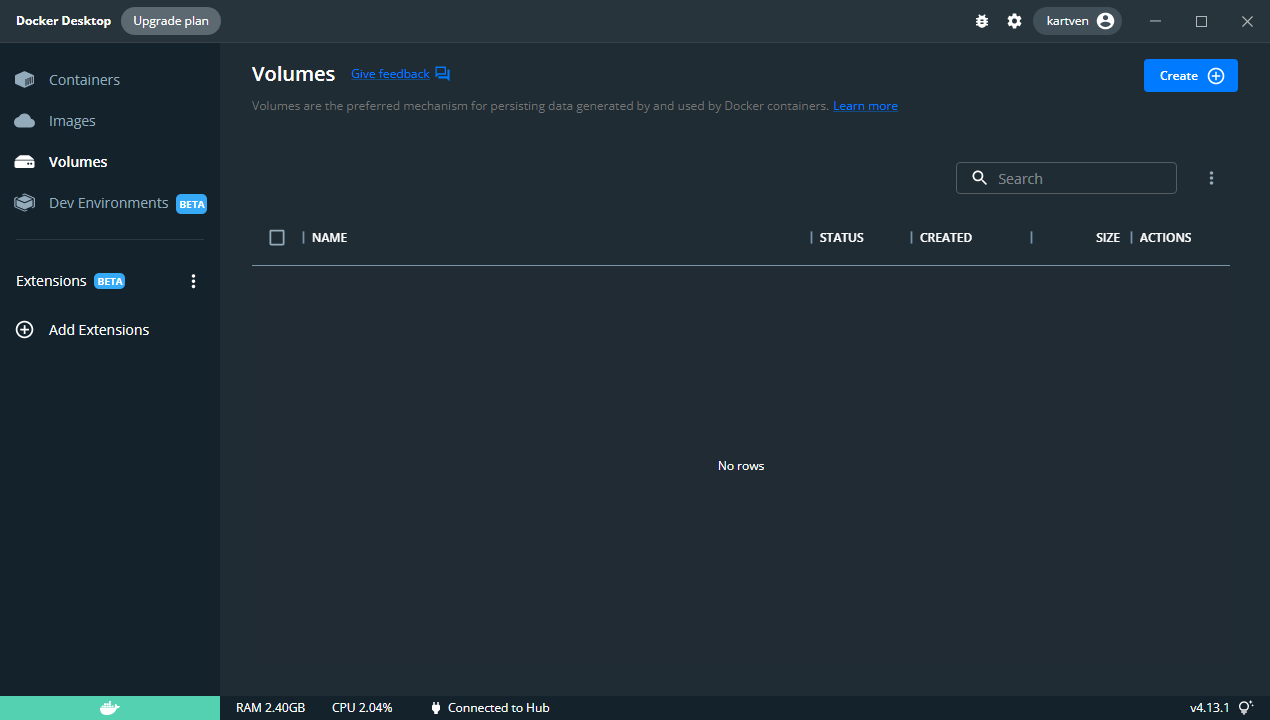 Docker Desktop Upgrade plan kartven
Containers
Images
Volumes
Dev Environments BETA
Extensions BETA
Add Extensions
Volumes Give feedback Create
Volumes are the preferred mechanism for persisting data generated by and used by Docker containers. Learn more
Search
NAME STATUS CREATED SIZE ACTIONS
No rows
RAM 2.40GB CPU 2.04% Connected to Hub v4.13.1